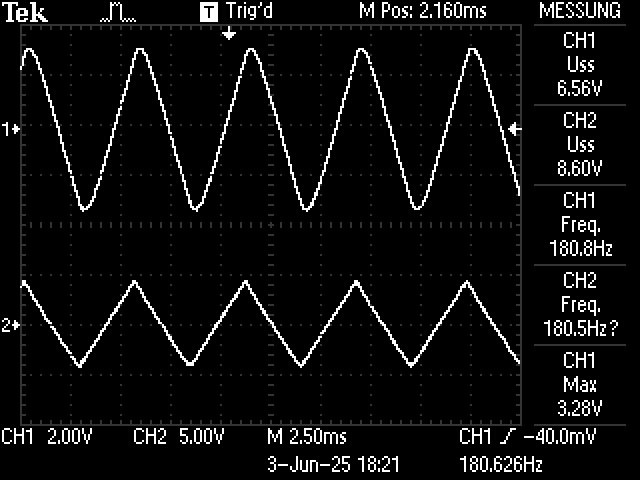 Tek T Trig'd M Pos: 2.160ms MESSUNG
CH1
Uss
6.56V
CH2
Uss
8.60V
CH1
Freq.
180.8Hz
CH2
Freq.
180.5Hz?
CH1
Max
3.28V
1
2
CH1 2.00V CH2 5.00V M 2.50ms CH1 -40.0mV
3-Jun-25 18:21 180.626Hz